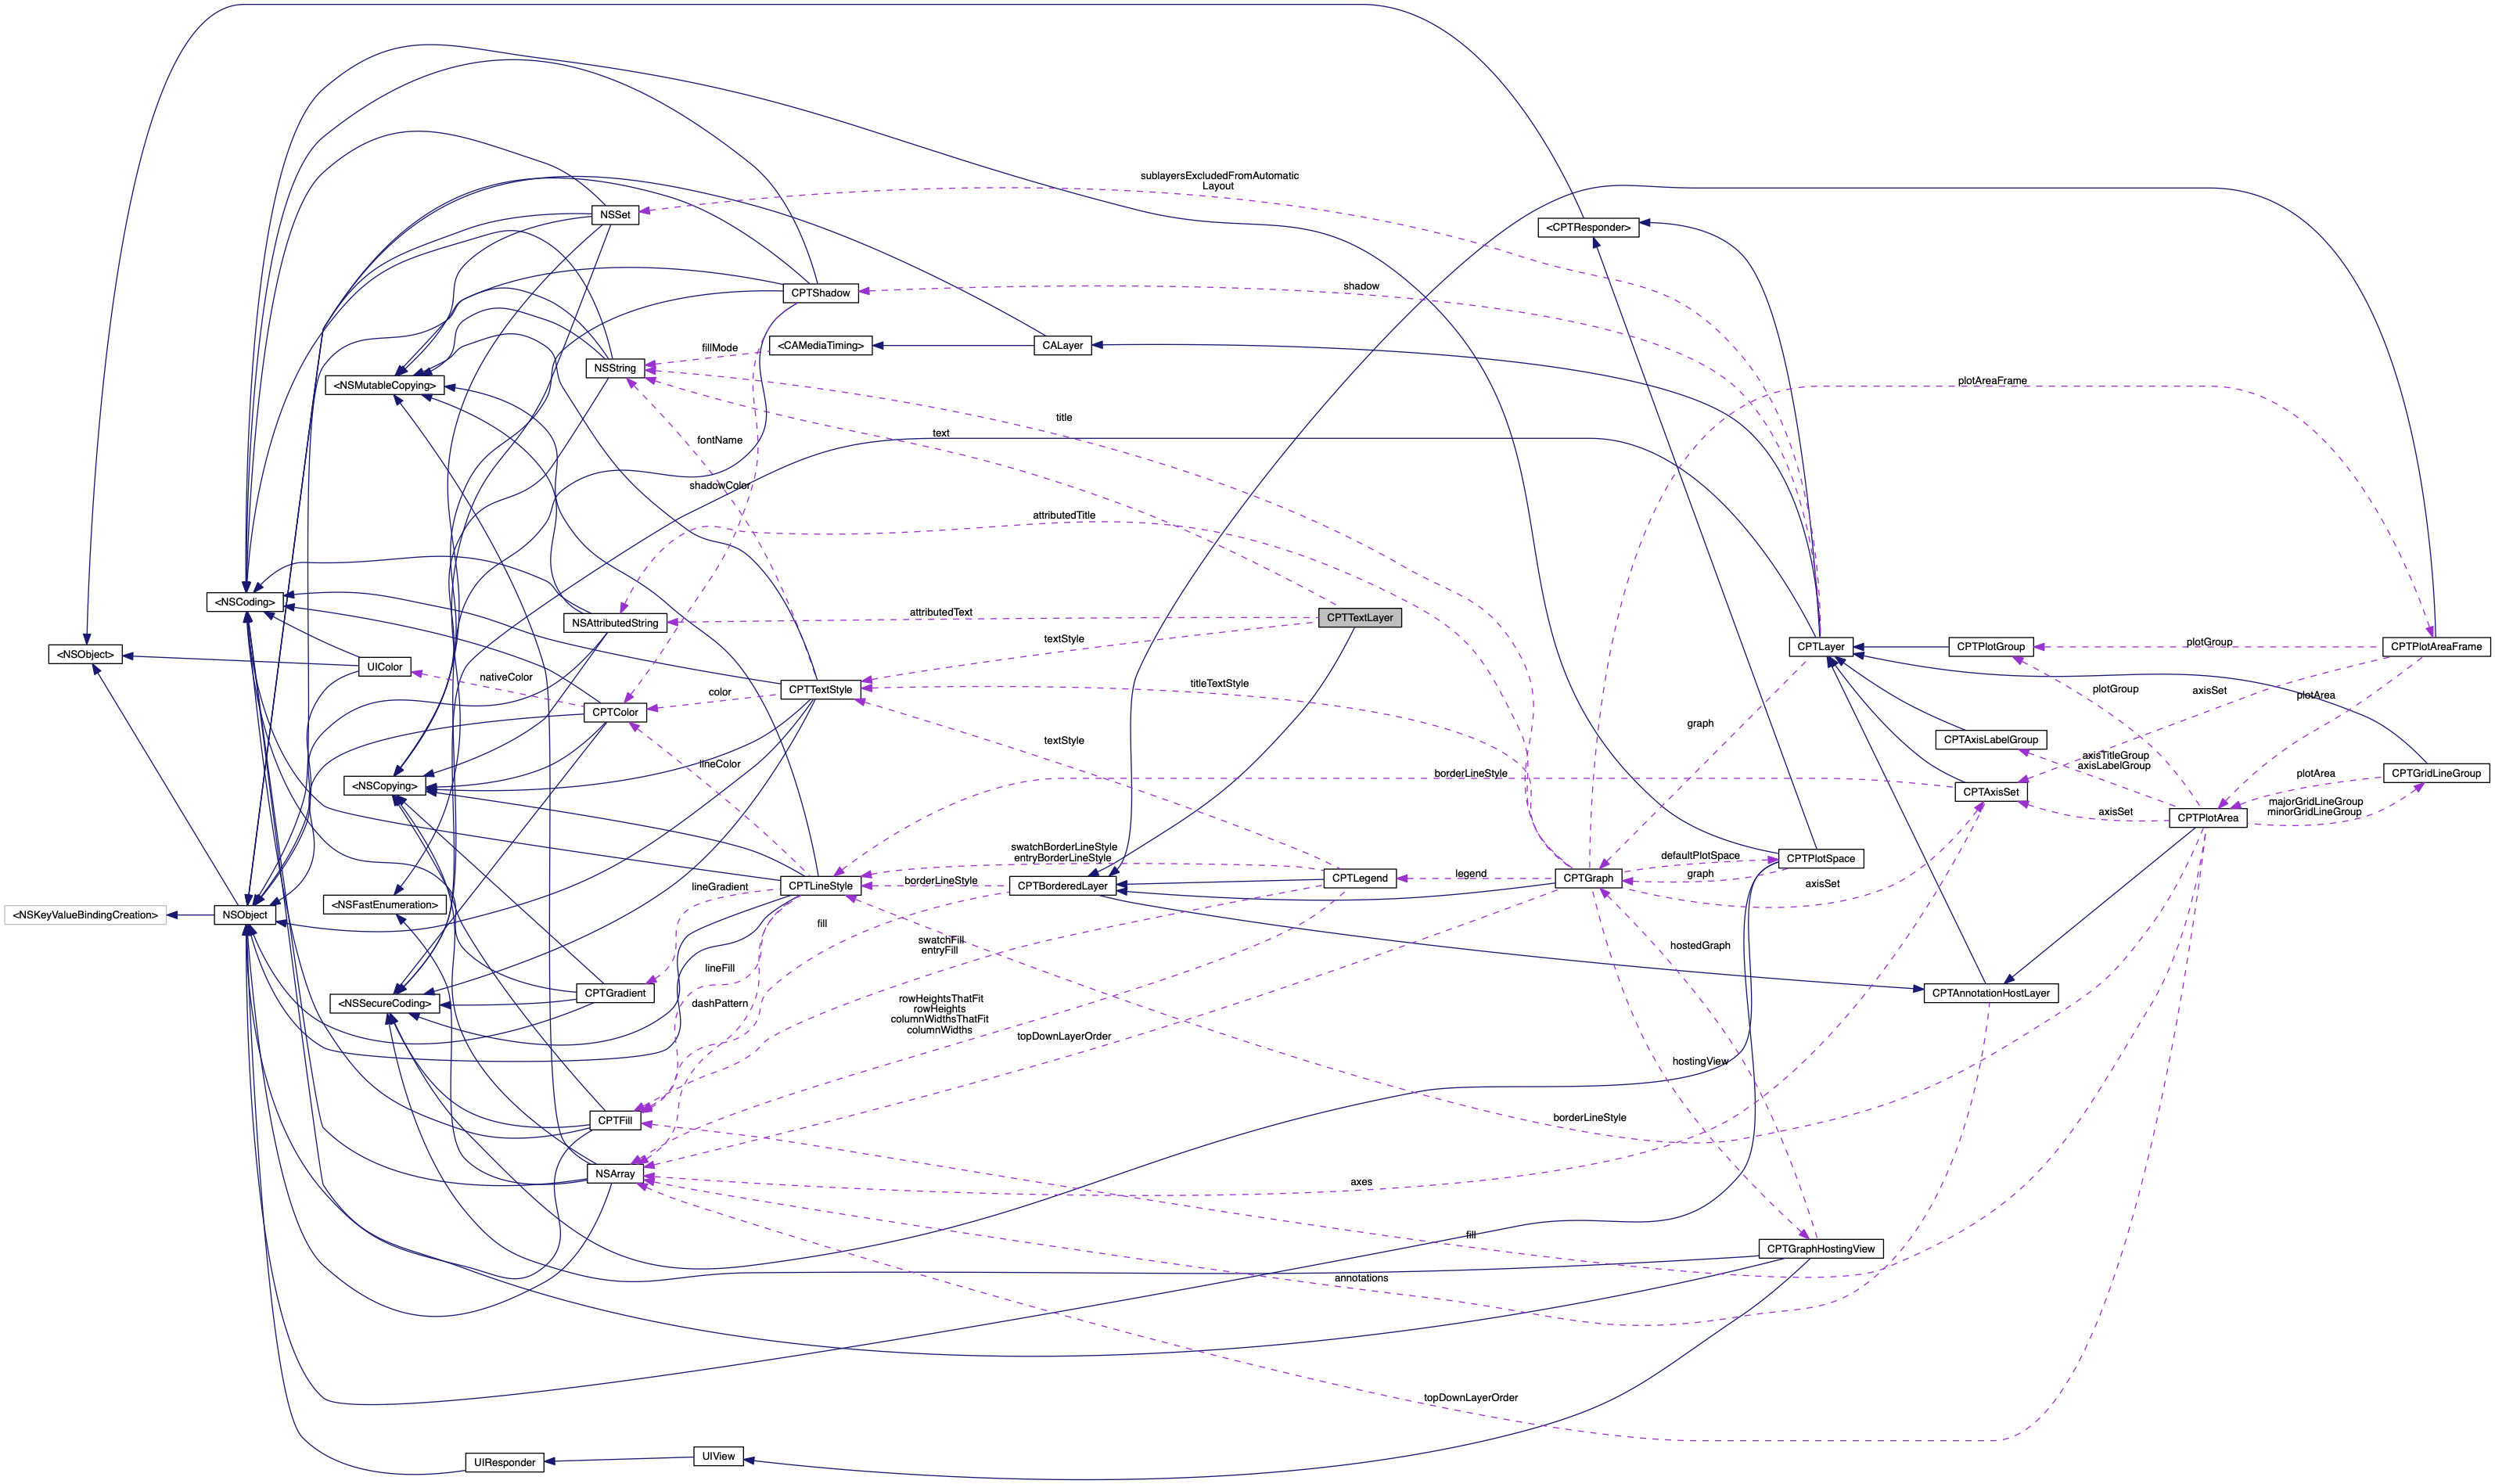 sublayersExcludedFromAutomatic
Layout
NSSet
<CPTResponder>
shadow
CPTShadow
fillMode
<CAMediaTiming>
CALayer
NSString
<NSMutableCopying>
plotAreaFrame
title
text
fontName
shadowColor
attributedTitle
<NSCoding>
attributedText
NSAttributedString
CPTTextLayer
textStyle
<NSObject>
UIColor
nativeColor
CPTLayer
CPTPlotGroup
plotGroup
CPTPlotAreaFrame
color
CPTTextStyle
titleTextStyle
plotGroup
axisSet
plotArea
CPTColor
graph
textStyle
CPTAxisLabelGroup
lineColor
axisTitleGroup
axisLabelGroup
<NSCopying>
borderLineStyle
CPTAxisSet
plotArea
CPTGridLineGroup
majorGridLineGroup
minorGridLineGroup
axisSet
CPTPlotArea
swatchBorderLineStyle
entryBorderLineStyle
defaultPlotSpace
CPTPlotSpace
graph
legend
CPTLegend
CPTGraph
lineGradient
CPTLineStyle
borderLineStyle
CPTBorderedLayer
axisSet
<NSFastEnumeration>
<NSKeyValueBindingCreation>
NSObject
fill
swatchFill
entryFill
hostedGraph
lineFill
CPTGradient
<NSSecureCoding>
dashPattern
rowHeightsThatFit
rowHeights
columnWidthsThatFit
columnWidths
CPTAnnotationHostLayer
topDownLayerOrder
hostingView
CPTFill
borderLineStyle
NSArray
axes
fill
CPTGraphHostingView
annotations
topDownLayerOrder
UIResponder
UIView